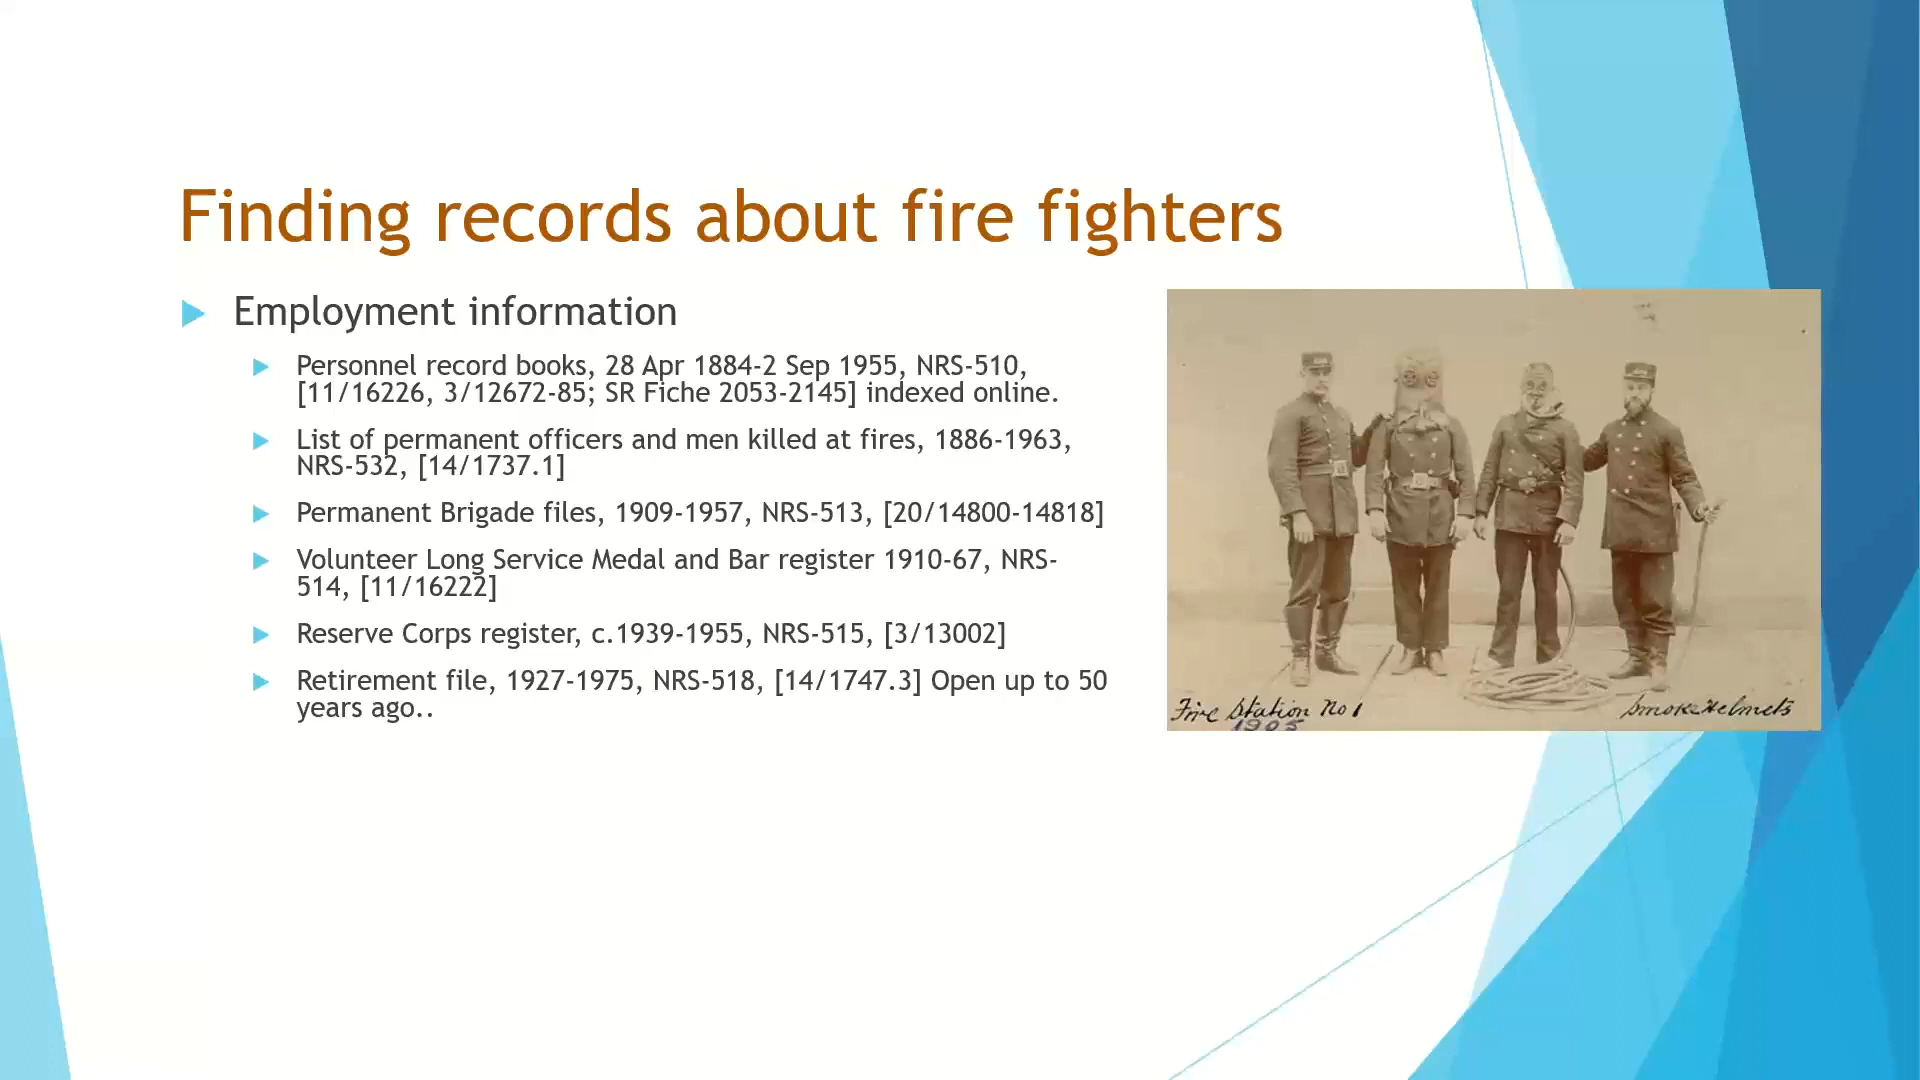 Finding records about fire fighters
Employment information
Personnel record books, 28 Apr 1884-2 Sep 1955, NRS-510,
[11/16226, 3/12672-85; SR Fiche 2053-2145] indexed online.
List of permanent officers and men killed at fires, 1886-1963,
NRS-532, [14/1737.1]
Permanent Brigade files, 1909-1957, NRS-513, [20/14800-14818]
Volunteer Long Service Medal and Bar register 1910-67, NRS-
514, [11/16222]
Reserve Corps register, c.1939-1955, NRS-515, [3/13002]
Retirement file, 1927-1975, NRS-518, [14/1747.3] Open up to 50
years ago..
Fire Station No 1
1905
Smoke Helmets